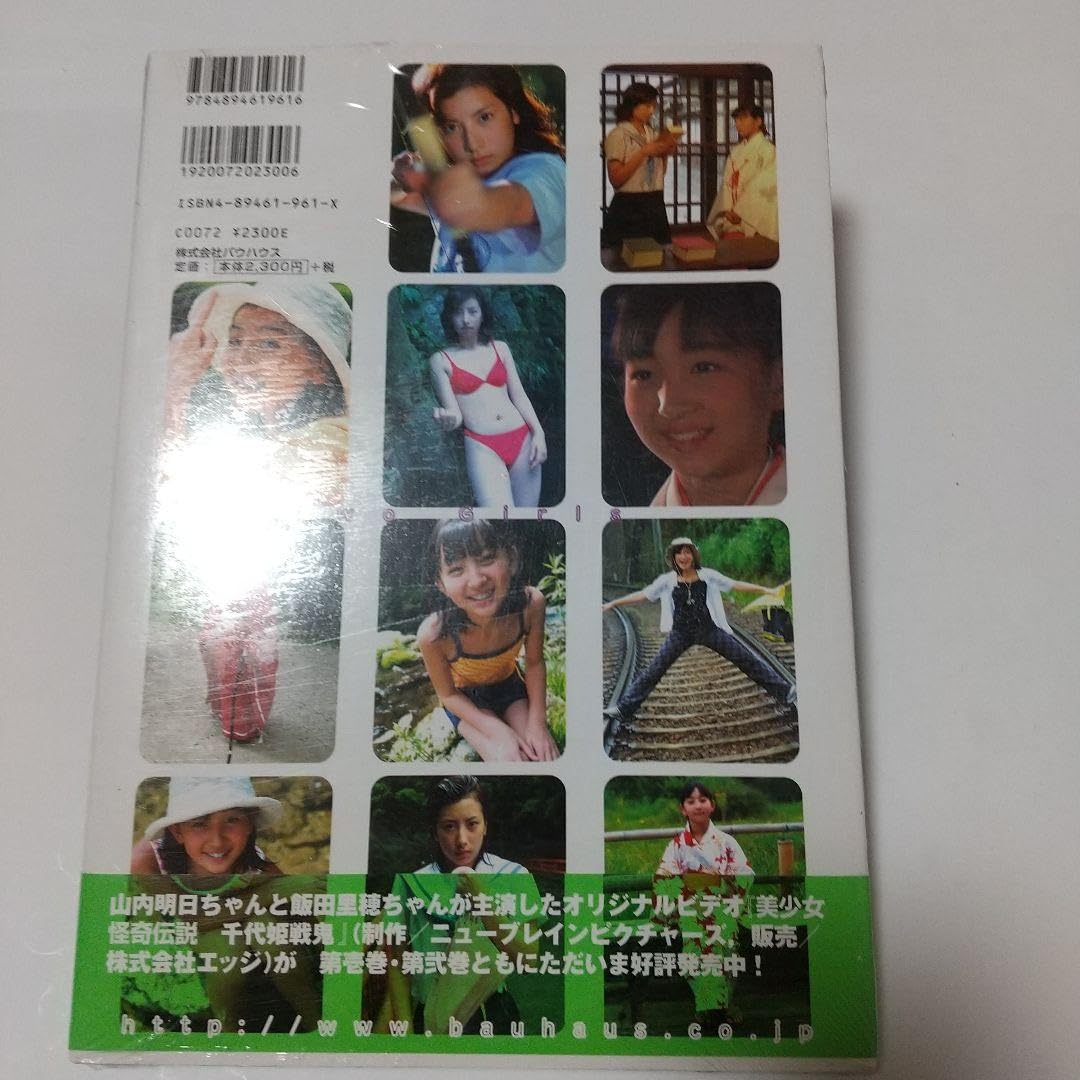 9784894619616
1920072023006
ISBN4-89461-961-X
C0072 ¥2300E
株式会社バウハウス
定価：本体2,300円＋税
yo Girls
山内明日ちゃんと飯田里穂ちゃんが主演したオリジナルビデオ『美少女
怪奇伝説　千代姫戦鬼』（制作／ニューブレインピクチャーズ，販売／
株式会社エッジ）が　第壱巻・第弐巻ともにただいま好評発売中！
http://www.bauhaus.co.jp